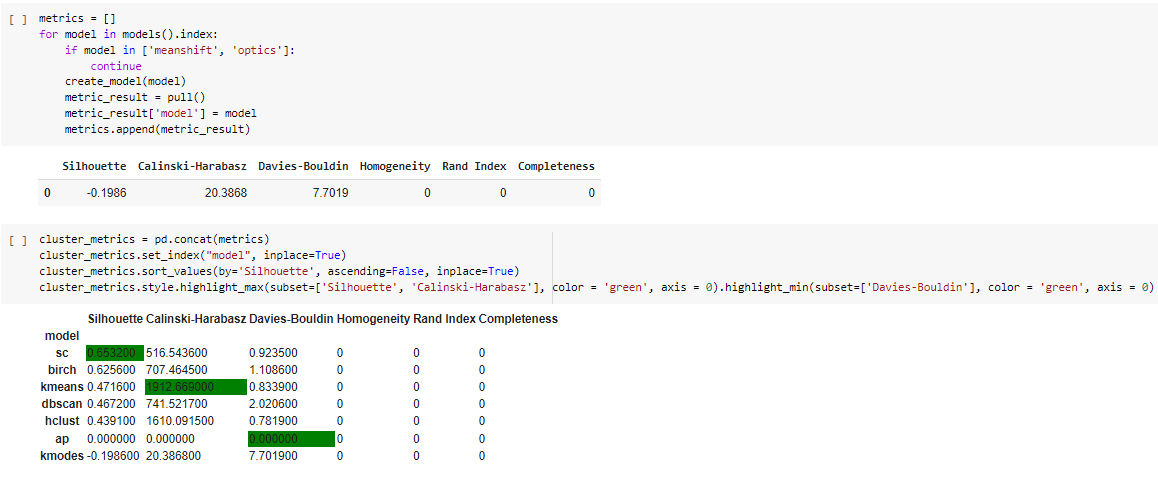 [ ] metrics = []
for model in models().index:
if model in ['meanshift', 'optics']:
continue
create_model(model)
metric_result = pull()
metric_result['model'] = model
metrics.append(metric_result)
Silhouette Calinski-Harabasz Davies-Bouldin Homogeneity Rand Index Completeness
0 -0.1986 20.3868 7.7019 0 0 0
[ ] cluster_metrics = pd.concat(metrics)
cluster_metrics.set_index("model", inplace=True)
cluster_metrics.sort_values(by='Silhouette', ascending=False, inplace=True)
cluster_metrics.style.highlight_max(subset=['Silhouette', 'Calinski-Harabasz'], color = 'green', axis = 0).highlight_min(subset=['Davies-Bouldin'], color = 'green', axis = 0)
Silhouette Calinski-Harabasz Davies-Bouldin Homogeneity Rand Index Completeness
model
sc 0.653200 516.543600 0.923500 0 0 0
birch 0.625600 707.464500 1.108600 0 0 0
kmeans 0.471600 1912.669000 0.833900 0 0 0
dbscan 0.467200 741.521700 2.020600 0 0 0
hclust 0.439100 1610.091500 0.781900 0 0 0
ap 0.000000 0.000000 0.000000 0 0 0
kmodes -0.198600 20.386800 7.701900 0 0 0